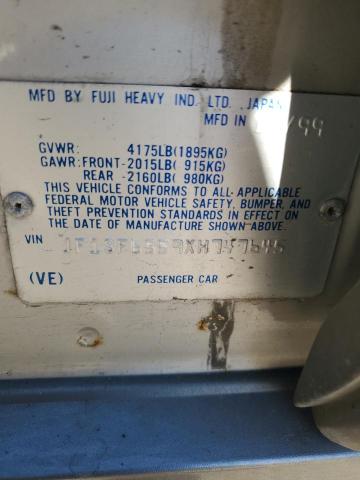 MFD BY FUJI HEAVY IND. LTD. JAPAN
MFD IN /99
GVWR: 4175LB(1895KG)
GAWR:FRONT-2015LB( 915KG)
REAR -2160LB( 980KG)
THIS VEHICLE CONFORMS TO ALL APPLICABLE
FEDERAL MOTOR VEHICLE SAFETY, BUMPER, AND
THEFT PREVENTION STANDARDS IN EFFECT ON
THE DATE OF MANUFACTURE SHOWN ABOVE.
VIN
(VE) PASSENGER CAR